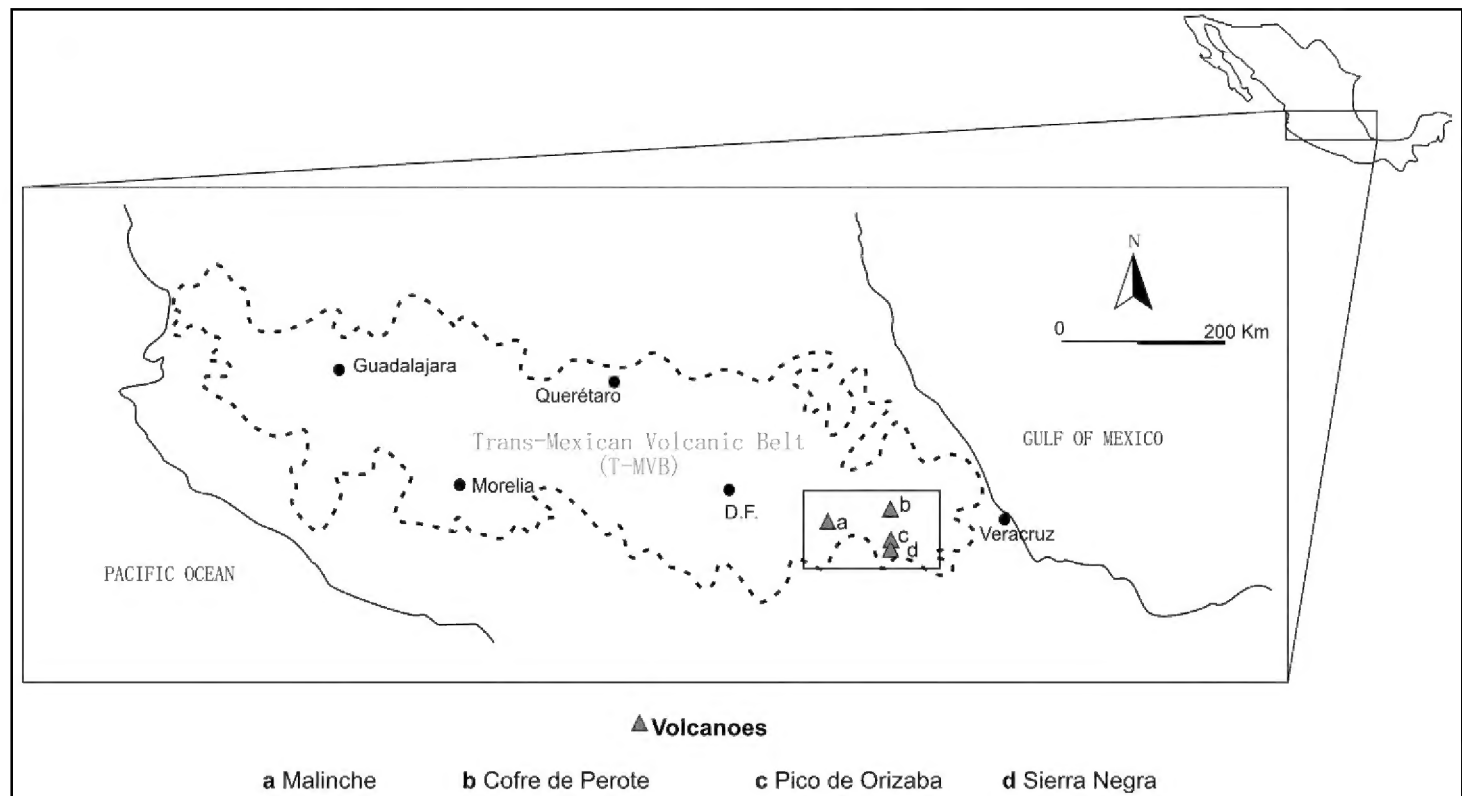 N
0 200 Km
Guadalajara
Querétaro
Trans-Mexican Volcanic Belt
(T-MVB)
GULF OF MEXICO
Morelia
D.F.
a
b
c
d
Veracruz
PACIFIC OCEAN
Volcanoes
a Malinche b Cofre de Perote c Pico de Orizaba d Sierra Negra